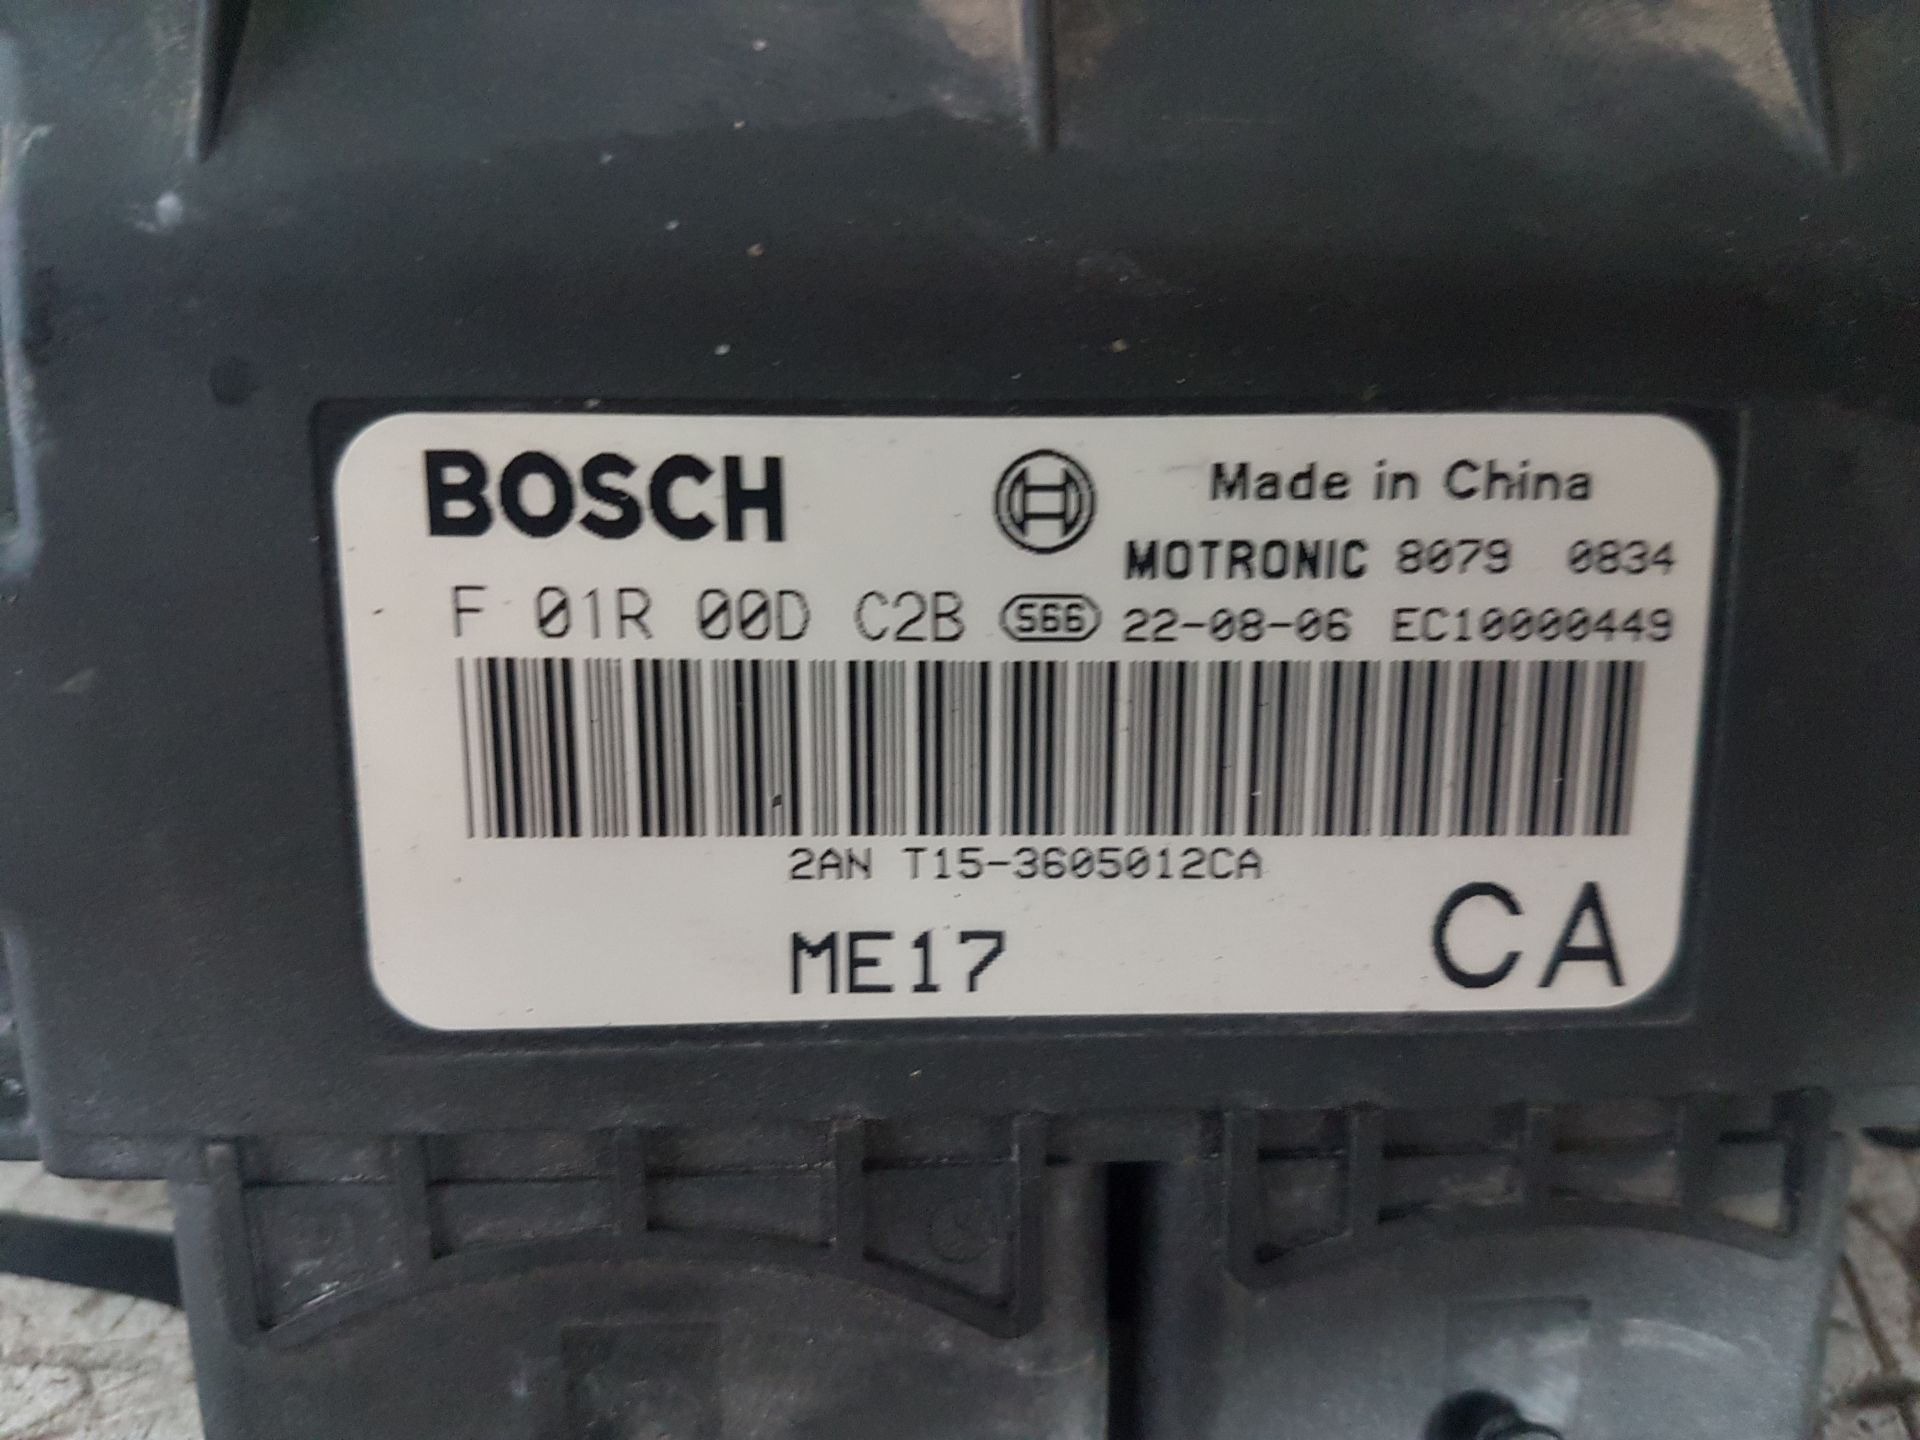 BOSCH
Made in China
MOTRONIC 8079 0834
F 01R 00D C2B 566 22-08-06 EC10000449
2AN T15-3605012CA
ME17
CA